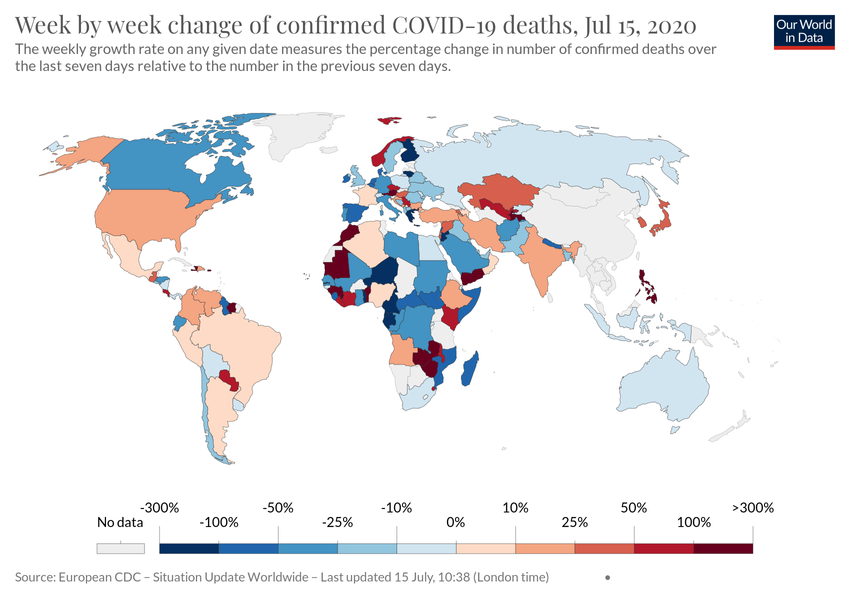 Week by week change of confirmed COVID-19 deaths, Jul 15, 2020
Our World
in Data
The weekly growth rate on any given date measures the percentage change in number of confirmed deaths over
the last seven days relative to the number in the previous seven days.
-300% -50% -10% 10% 50% >300%
No data -100% -25% 0% 25% 100%
Source: European CDC – Situation Update Worldwide – Last updated 15 July, 10:38 (London time) •